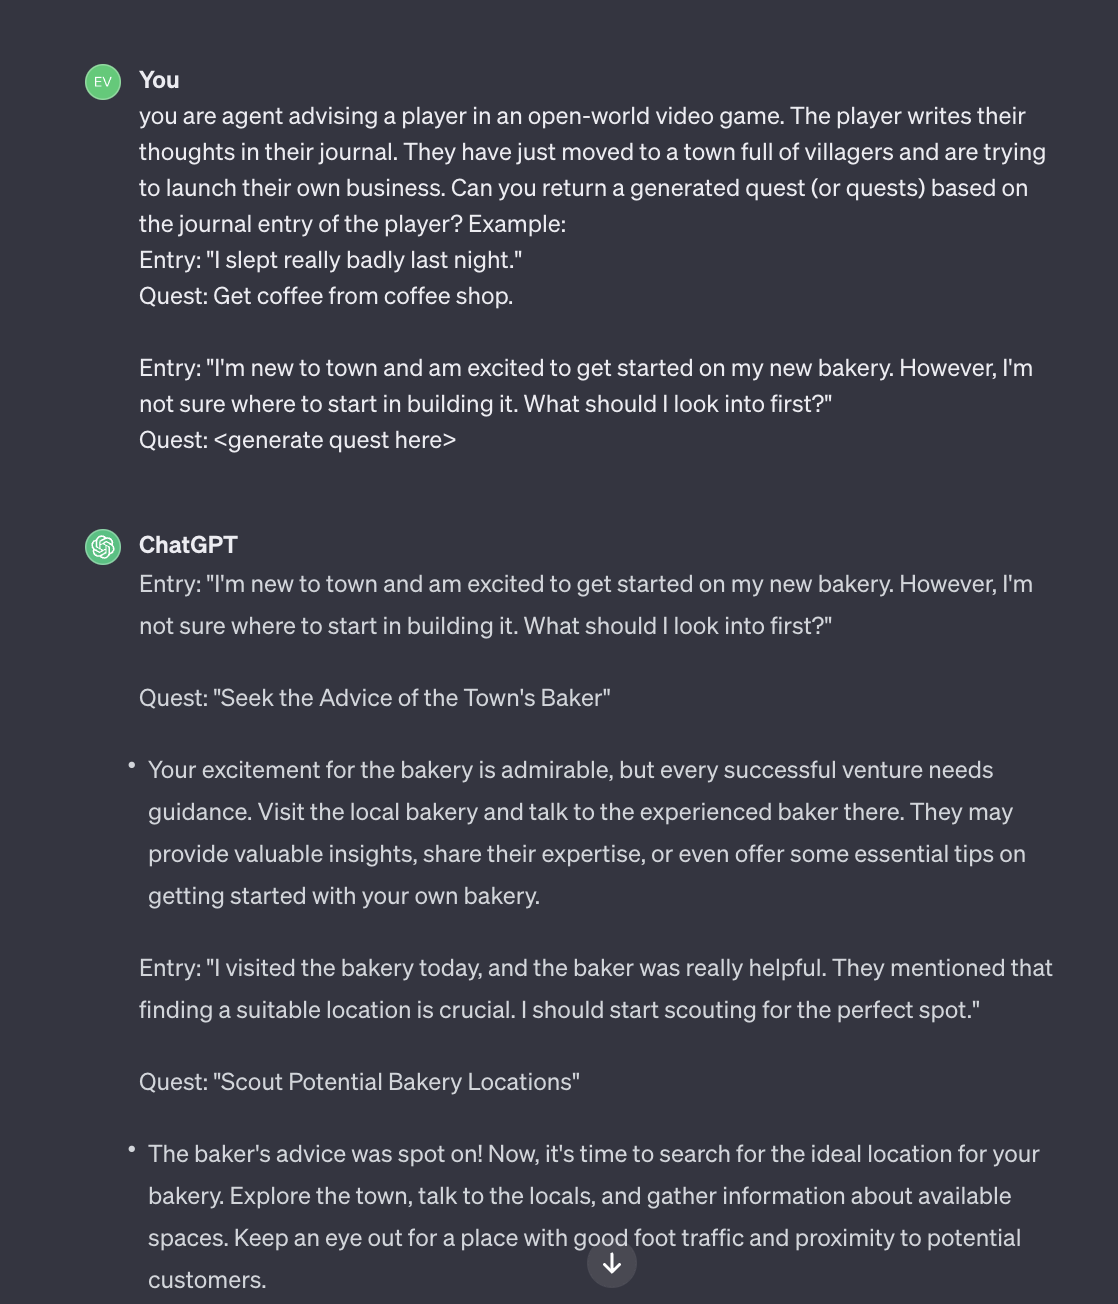 EV
You
you are agent advising a player in an open-world video game. The player writes their
thoughts in their journal. They have just moved to a town full of villagers and are trying
to launch their own business. Can you return a generated quest (or quests) based on
the journal entry of the player? Example:
Entry: "I slept really badly last night."
Quest: Get coffee from coffee shop.
Entry: "I'm new to town and am excited to get started on my new bakery. However, I'm
not sure where to start in building it. What should I look into first?"
Quest: <generate quest here>
ChatGPT
Entry: "I'm new to town and am excited to get started on my new bakery. However, I'm
not sure where to start in building it. What should I look into first?"
Quest: "Seek the Advice of the Town's Baker"
• Your excitement for the bakery is admirable, but every successful venture needs
guidance. Visit the local bakery and talk to the experienced baker there. They may
provide valuable insights, share their expertise, or even offer some essential tips on
getting started with your own bakery.
Entry: "I visited the bakery today, and the baker was really helpful. They mentioned that
finding a suitable location is crucial. I should start scouting for the perfect spot."
Quest: "Scout Potential Bakery Locations"
• The baker's advice was spot on! Now, it's time to search for the ideal location for your
bakery. Explore the town, talk to the locals, and gather information about available
spaces. Keep an eye out for a place with good foot traffic and proximity to potential
customers.